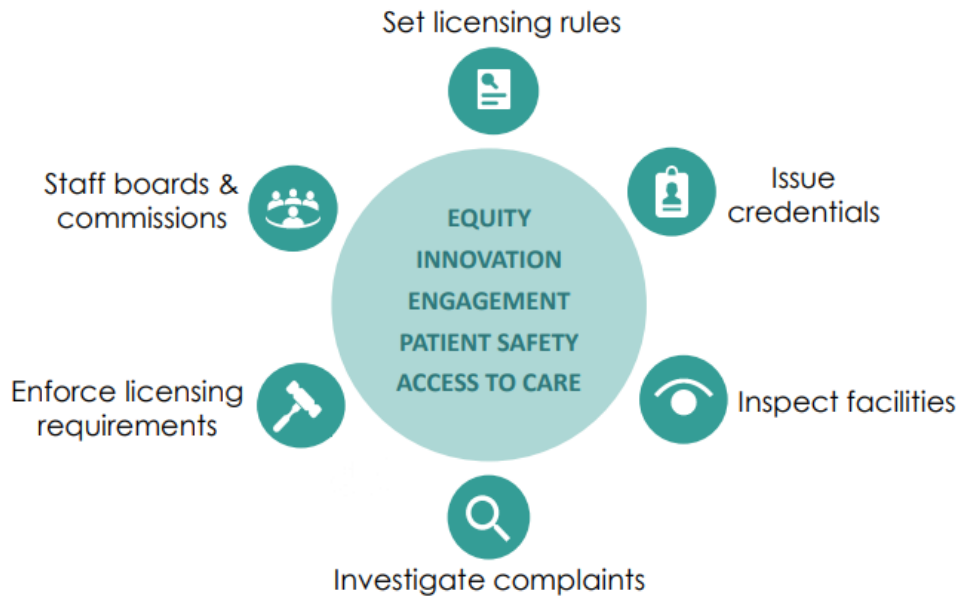 Set licensing rules
Issue
credentials
Inspect facilities
Investigate complaints
Enforce licensing
requirements
Staff boards &
commissions
EQUITY
INNOVATION
ENGAGEMENT
PATIENT SAFETY
ACCESS TO CARE